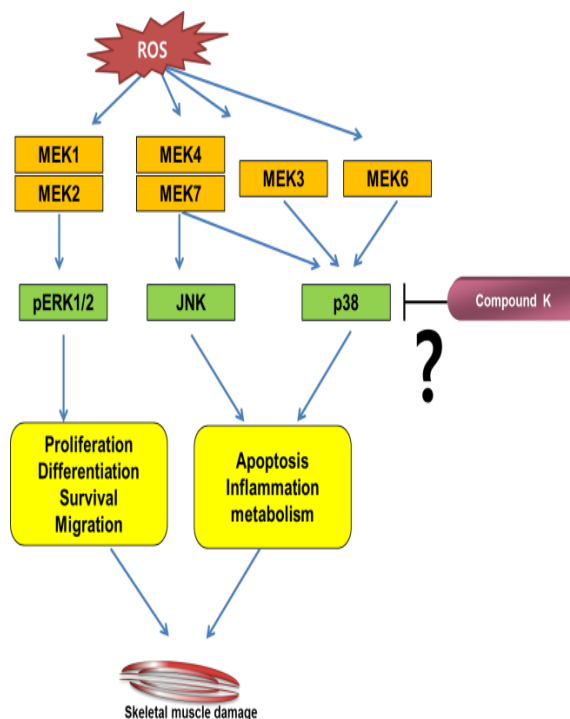 ROS
MEK1
MEK2
MEK4
MEK7
MEK3
MEK6
pERK1/2
JNK
p38
Compound K
?
Proliferation
Differentiation
Survival
Migration
Apoptosis
Inflammation
metabolism
Skeletal muscle damage